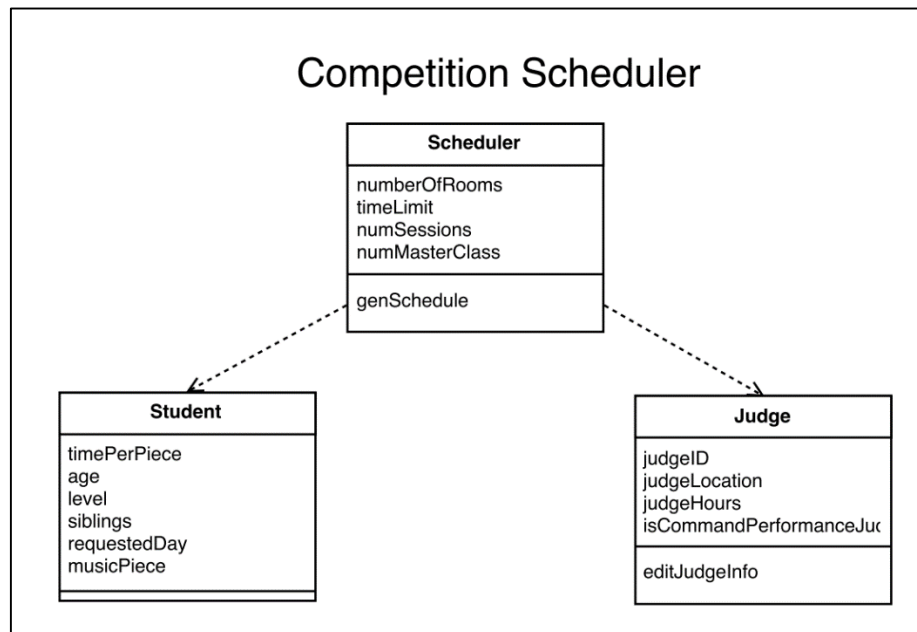 Competition Scheduler
Scheduler
numberOfRooms
timeLimit
numSessions
numMasterClass
genSchedule
Student
timePerPiece
age
level
siblings
requestedDay
musicPiece
Judge
judgeID
judgeLocation
judgeHours
isCommandPerformanceJuc
editJudgeInfo